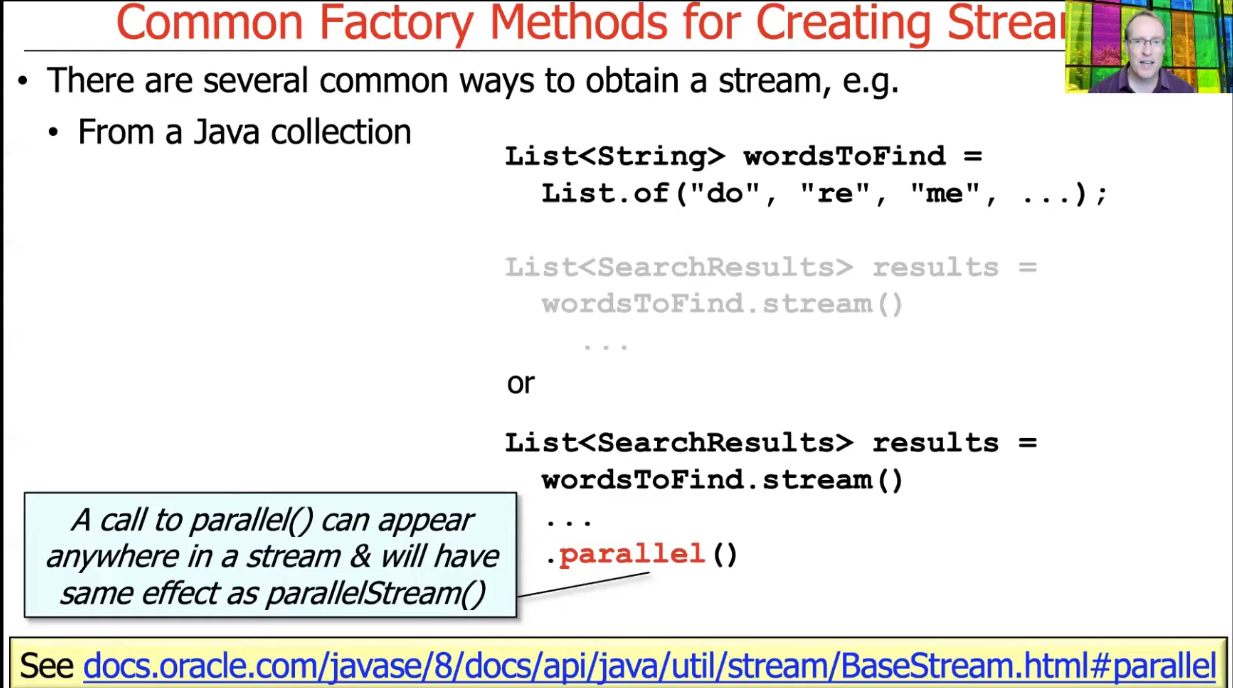 Common Factory Methods for Creating Strea
• There are several common ways to obtain a stream, e.g.
• From a Java collection
List<String> wordsToFind =
List.of("do", "re", "me", ...);
List<SearchResults> results =
wordsToFind.stream()
...
or
List<SearchResults> results =
wordsToFind.stream()
...
.parallel()
A call to parallel() can appear
anywhere in a stream & will have
same effect as parallelStream()
See docs.oracle.com/javase/8/docs/api/java/util/stream/BaseStream.html#parallel